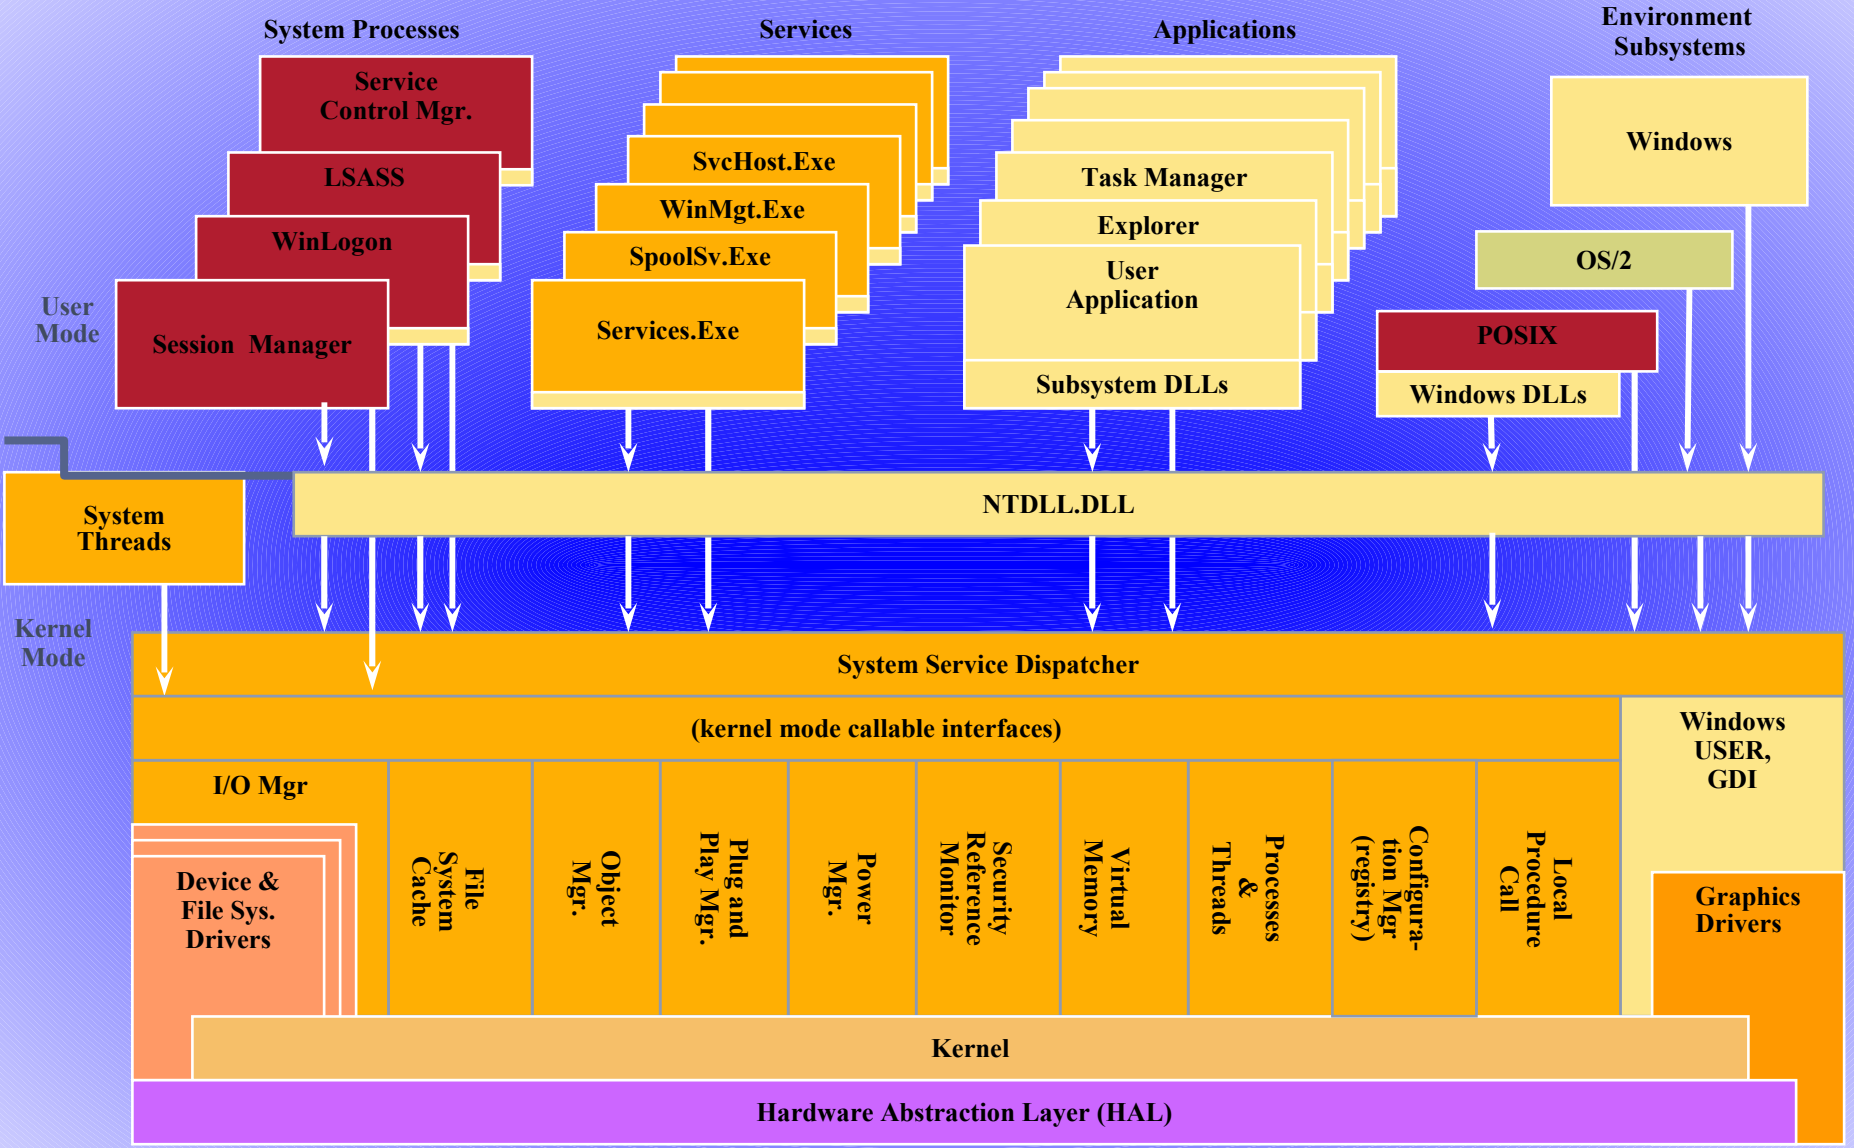 System Processes
Services
Applications
Environment
Subsystems
Service
Control Mgr.
LSASS
WinLogon
Session  Manager
SvcHost.Exe
WinMgt.Exe
SpoolSv.Exe
Services.Exe
Task Manager
Explorer
User
Application
Subsystem DLLs
Windows
OS/2
POSIX
Windows DLLs
User
Mode
NTDLL.DLL
System
Threads
Kernel
Mode
System Service Dispatcher
(kernel mode callable interfaces)
Windows
USER,
GDI
I/O Mgr
Device &
File Sys.
Drivers
File
System
Cache
Object
Mgr.
Plug and
Play Mgr.
Power
Mgr.
Security
Reference
Monitor
Virtual
Memory
Processes
&
Threads
Configura-
tion Mgr
(registry)
Local
Procedure
Call
Graphics
Drivers
Kernel
Hardware Abstraction Layer (HAL)